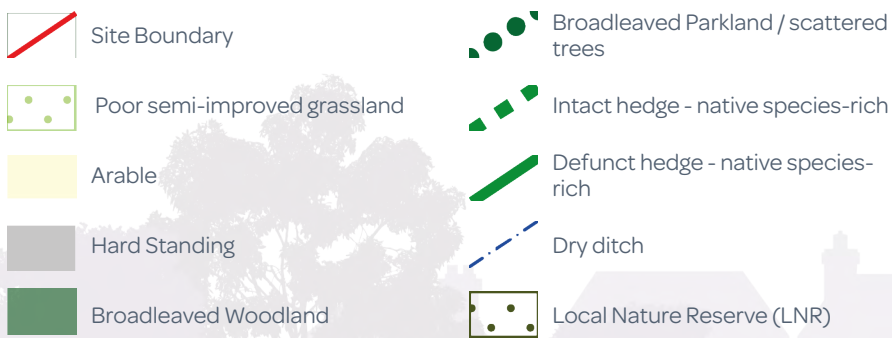 Site Boundary
Poor semi-improved grassland
Arable
Hard Standing
Broadleaved Woodland
Broadleaved Parkland / scattered
trees
Intact hedge - native species-rich
Defunct hedge - native species-
rich
Dry ditch
Local Nature Reserve (LNR)